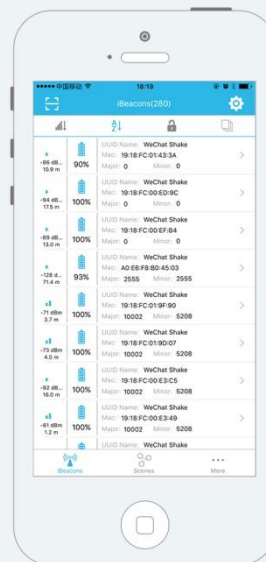 中国移动 18:19
iBeacons(280)
A
Z
UUID Name: WeChat Shake
Mac: 19:18:FC:01:43:3A
Major: 0 Minor: 0
-86 dB...
10.9 m
90%
UUID Name: WeChat Shake
Mac: 19:18:FC:00:ED:9C
Major: 0 Minor: 0
-94 dB...
17.5 m
100%
UUID Name: WeChat Shake
Mac: 19:18:FC:00:EF:B4
Major: 0 Minor: 0
-89 dB...
13.0 m
100%
UUID Name: WeChat Shake
Mac: A0:E6:F8:B0:45:03
Major: 2555 Minor: 2555
-128 d...
71.4 m
93%
UUID Name: WeChat Shake
Mac: 19:18:FC:01:9F:90
Major: 10002 Minor: 5208
-71 dBm
3.7 m
100%
UUID Name: WeChat Shake
Mac: 19:18:FC:01:9D:07
Major: 10002 Minor: 5208
-73 dBm
4.0 m
100%
UUID Name: WeChat Shake
Mac: 19:18:FC:00:E3:C5
Major: 10002 Minor: 5208
-92 dB...
16.0 m
100%
UUID Name: WeChat Shake
Mac: 19:18:FC:00:E3:49
Major: 10002 Minor: 5208
-61 dBm
1.2 m
100%
UUID Name: WeChat Shake
iBeacons Scenes More